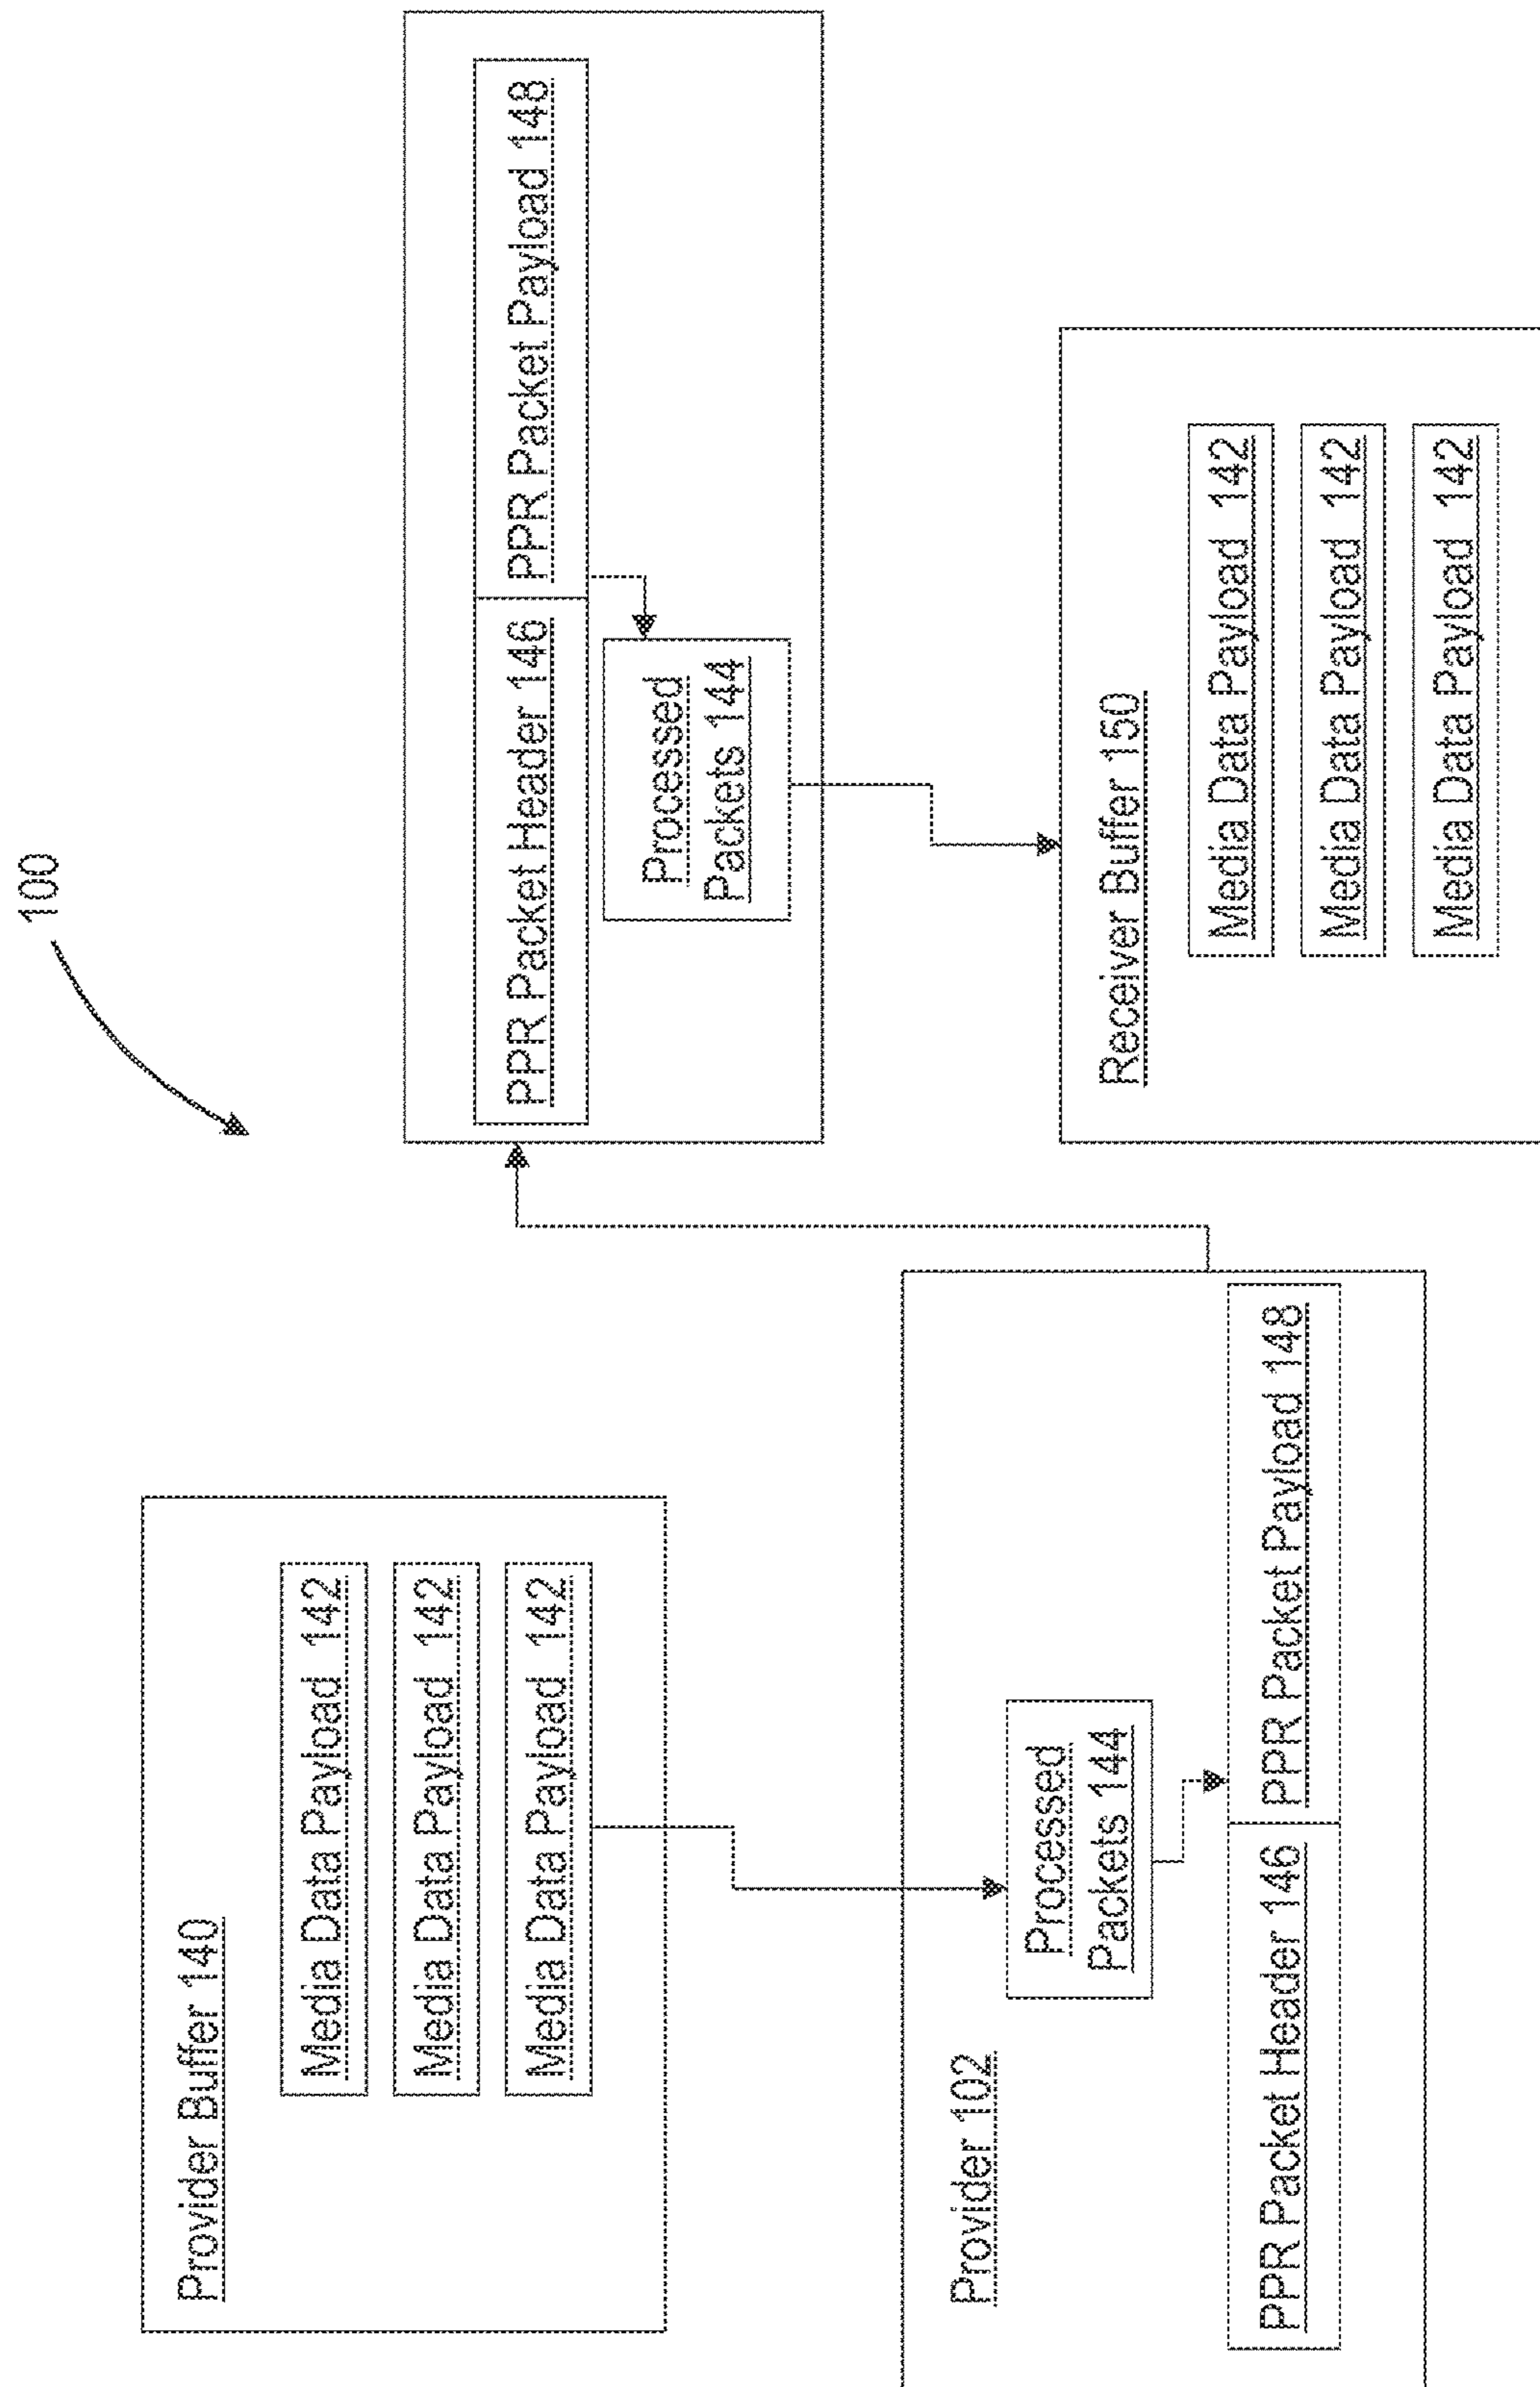 100
Provider Buffer 140
Media Data Payload 142
Media Data Payload 142
Media Data Payload 142
Provider 102
Processed
Packets 144
PPR Packet Header 146
PPR Packet Payload 148
PPR Packet Header 146
PPR Packet Payload 148
Processed
Packets 144
Receiver Buffer 150
Media Data Payload 142
Media Data Payload 142
Media Data Payload 142